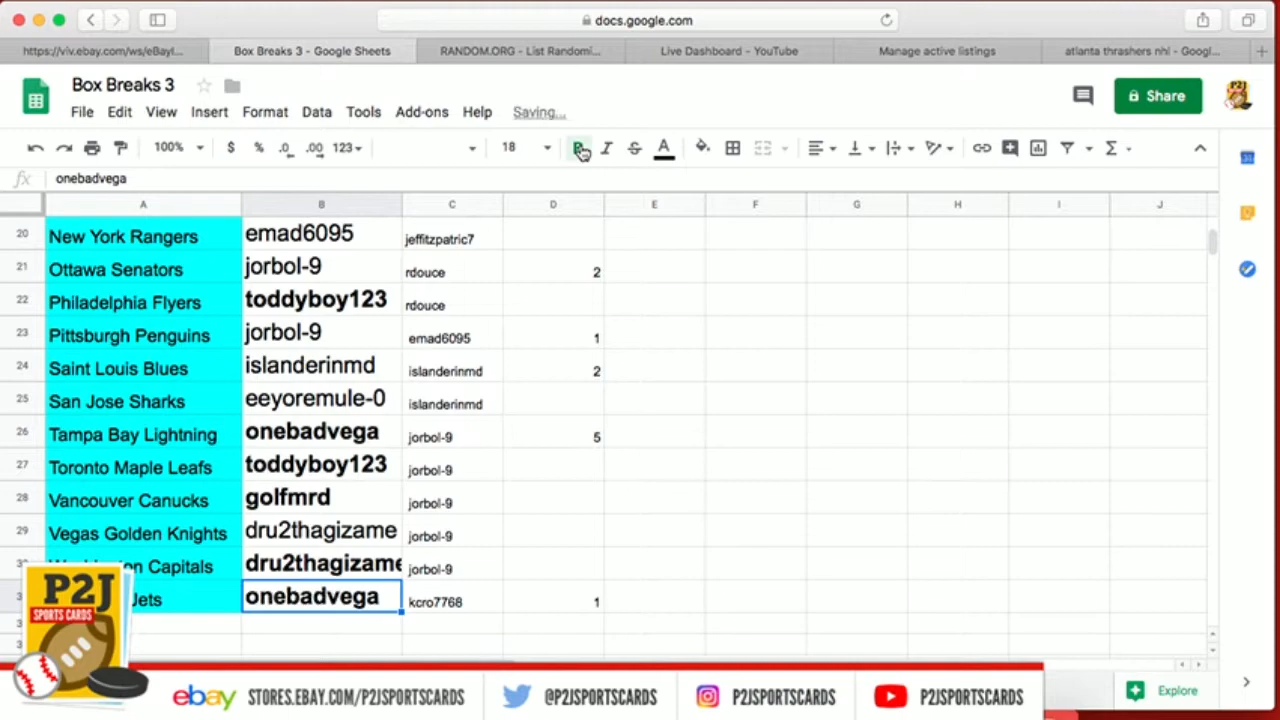 docs.google.com
https://viv.ebay.com/ws/eBayI...
Box Breaks 3 - Google Sheets
RANDOM.ORG - List Randomi...
Live Dashboard - YouTube
Manage active listings
atlanta thrashers nhl - Googl...
Box Breaks 3
Share
File Edit View Insert Format Data Tools Add-ons Help Saving...
100% $ % .0 .00 123 18 B I S A
fx onebadvega
A B C D E F G H I J
20 New York Rangers emad6095 jeffitzpatric7
21 Ottawa Senators jorbol-9 rdouce 2
22 Philadelphia Flyers toddyboy123 rdouce
23 Pittsburgh Penguins jorbol-9 emad6095 1
24 Saint Louis Blues islanderinmd islanderinmd 2
25 San Jose Sharks eeyoremule-0 islanderinmd
26 Tampa Bay Lightning onebadvega jorbol-9 5
27 Toronto Maple Leafs toddyboy123 jorbol-9
28 Vancouver Canucks golfmrd jorbol-9
29 Vegas Golden Knights dru2thagizame jorbol-9
Capitals dru2thagizame jorbol-9
Jets onebadvega kcro7768 1
P2J
SPORTS CARDS
ebay STORES.EBAY.COM/P2JSPORTSCARDS @P2JSPORTSCARDS P2JSPORTSCARDS P2JSPORTSCARDS
Explore